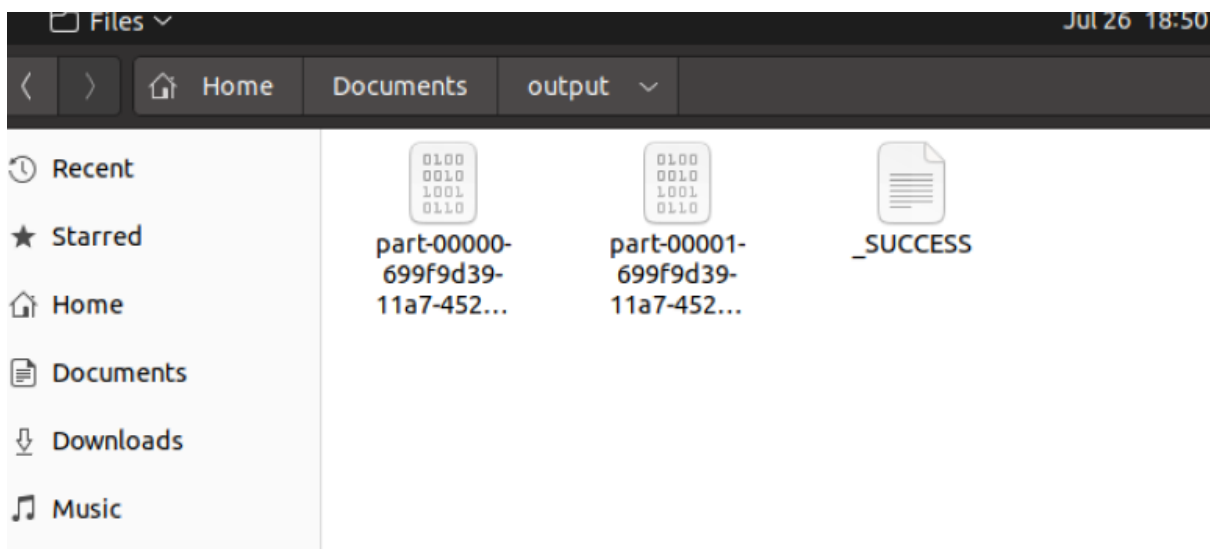 Files
Jul 26 18:50
Home
Documents
output
Recent
Starred
Home
Documents
Downloads
Music
0100
0010
1001
0110
part-00000-
699f9d39-
11a7-452...
0100
0010
1001
0110
part-00001-
699f9d39-
11a7-452...
_SUCCESS